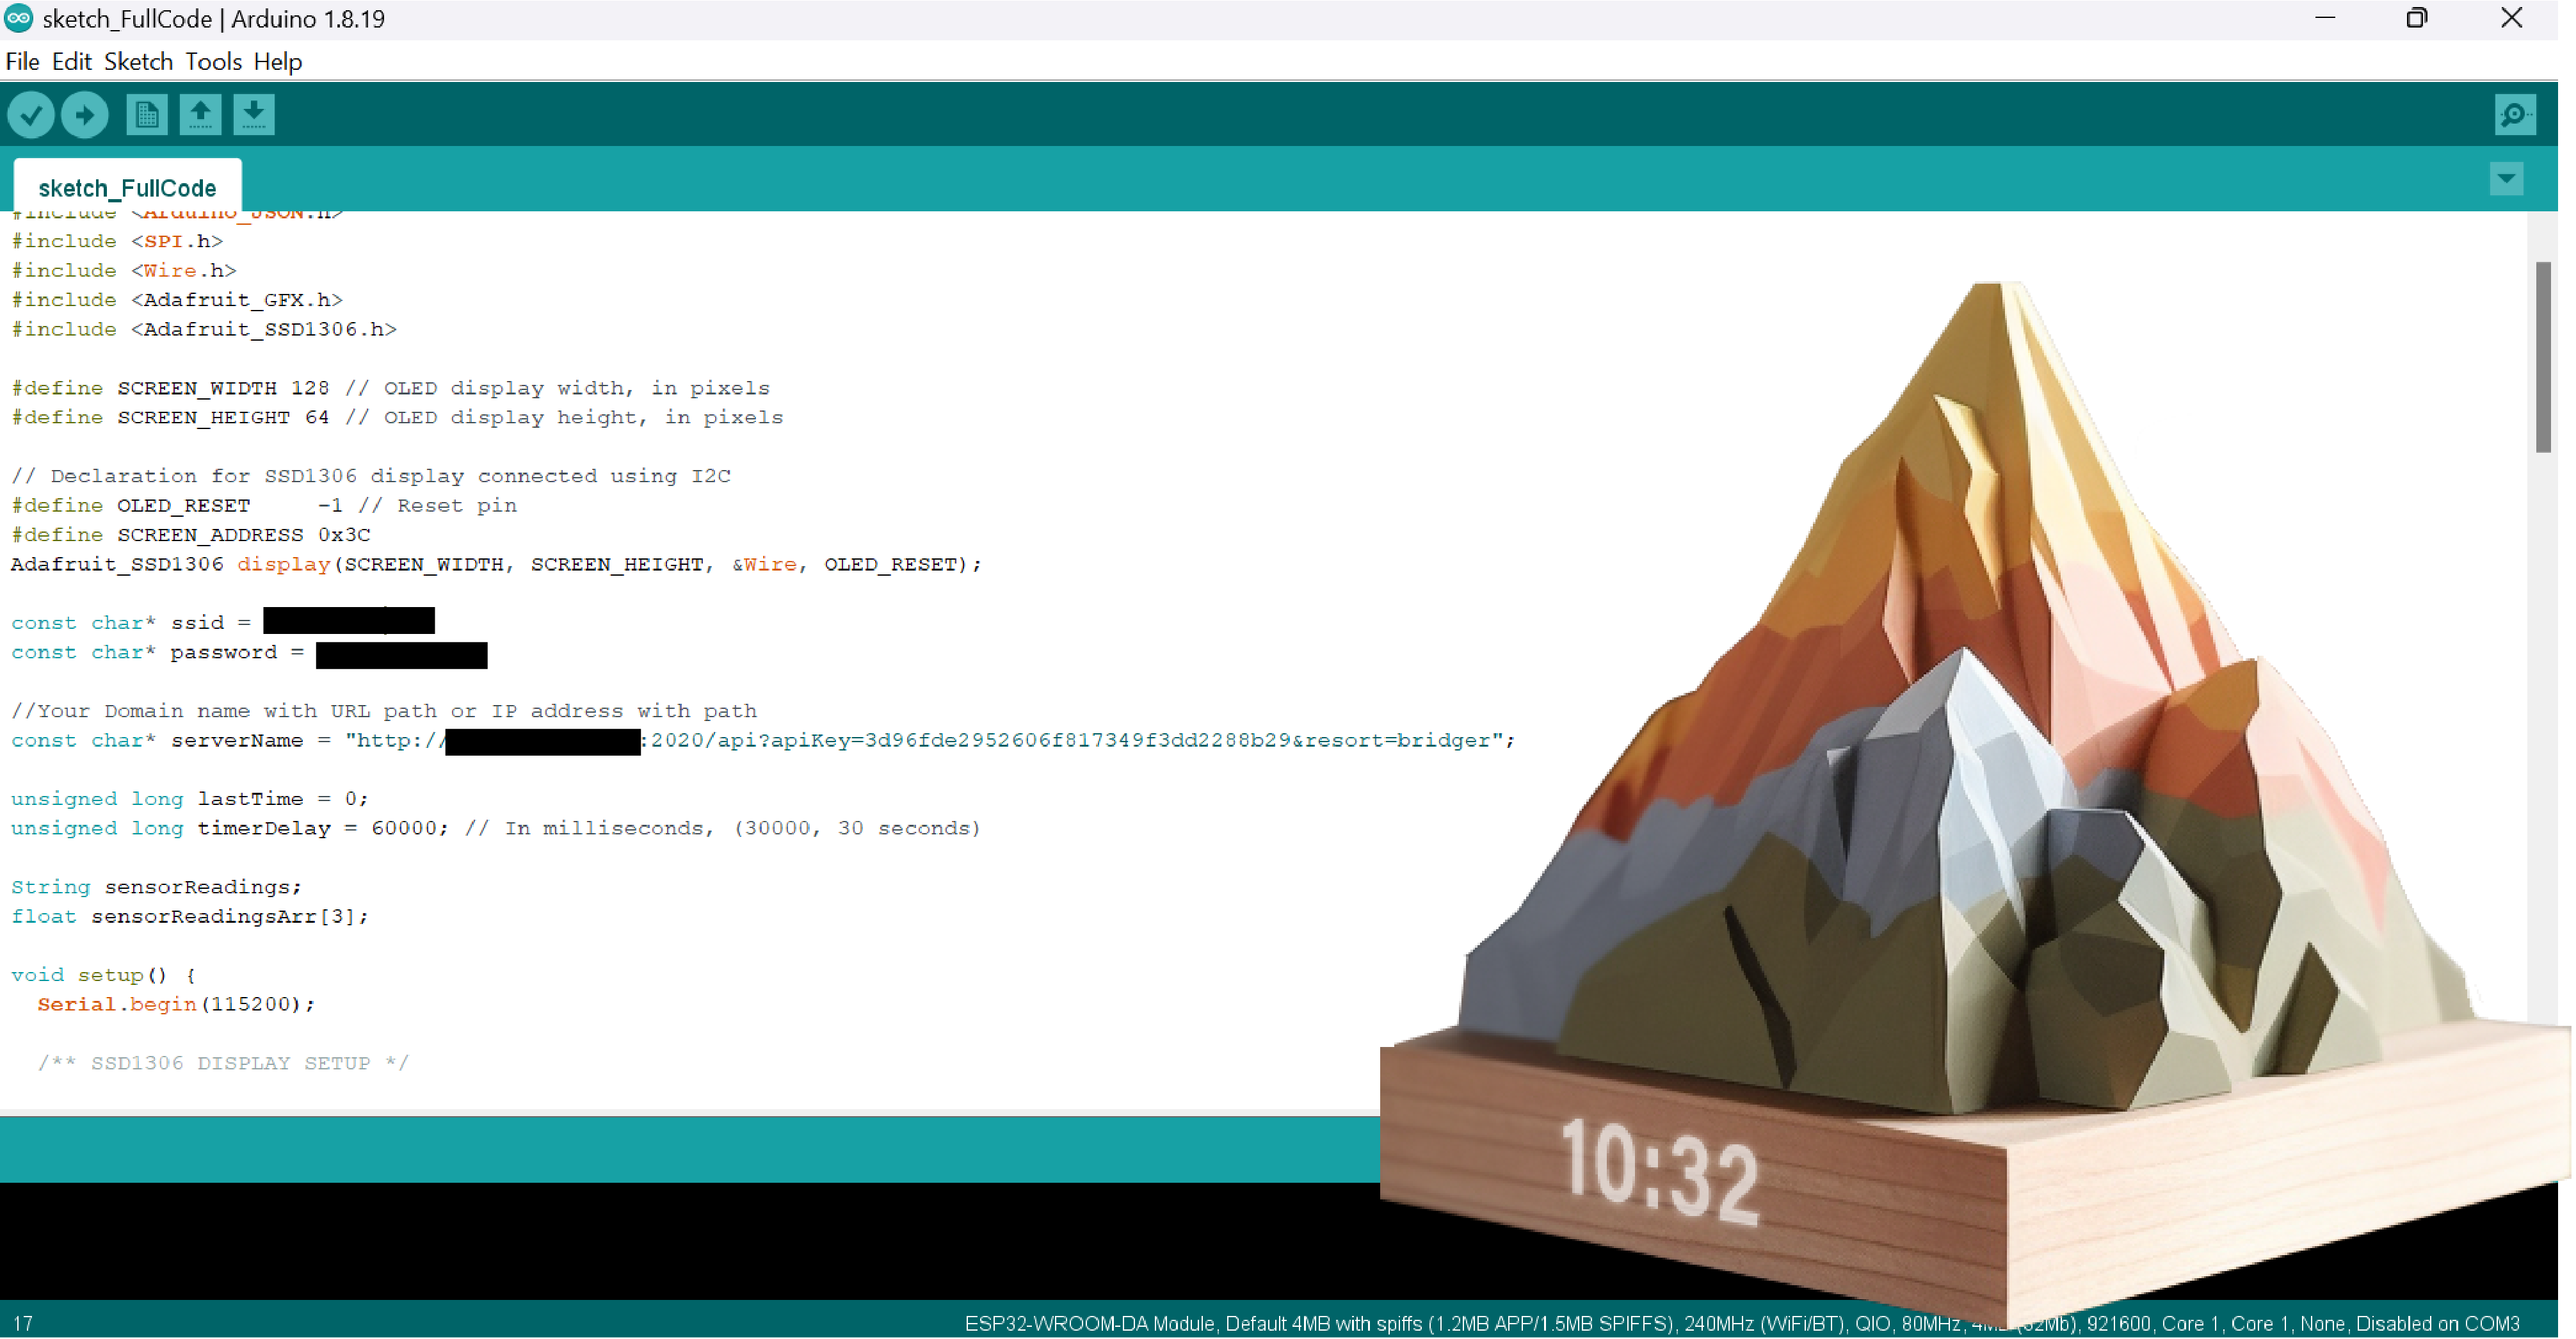 sketch_FullCode | Arduino 1.8.19
File Edit Sketch Tools Help
sketch_FullCode
#include <Arduino_JSON.h>
#include <SPI.h>
#include <Wire.h>
#include <Adafruit_GFX.h>
#include <Adafruit_SSD1306.h>
#define SCREEN_WIDTH 128 // OLED display width, in pixels
#define SCREEN_HEIGHT 64 // OLED display height, in pixels
// Declaration for SSD1306 display connected using I2C
#define OLED_RESET     -1 // Reset pin
#define SCREEN_ADDRESS 0x3C
Adafruit_SSD1306 display(SCREEN_WIDTH, SCREEN_HEIGHT, &Wire, OLED_RESET);
const char* ssid =
const char* password =
//Your Domain name with URL path or IP address with path
const char* serverName = "http://:2020/api?apiKey=3d96fde2952606f817349f3dd2288b29&resort=bridger";
unsigned long lastTime = 0;
unsigned long timerDelay = 60000; // In milliseconds, (30000, 30 seconds)
String sensorReadings;
float sensorReadingsArr[3];
void setup() {
Serial.begin(115200);
/** SSD1306 DISPLAY SETUP */
10:32
17
ESP32-WROOM-DA Module, Default 4MB with spiffs (1.2MB APP/1.5MB SPIFFS), 240MHz (WiFi/BT), QIO, 80MHz, 921600, Core 1, Core 1, None, Disabled on COM3